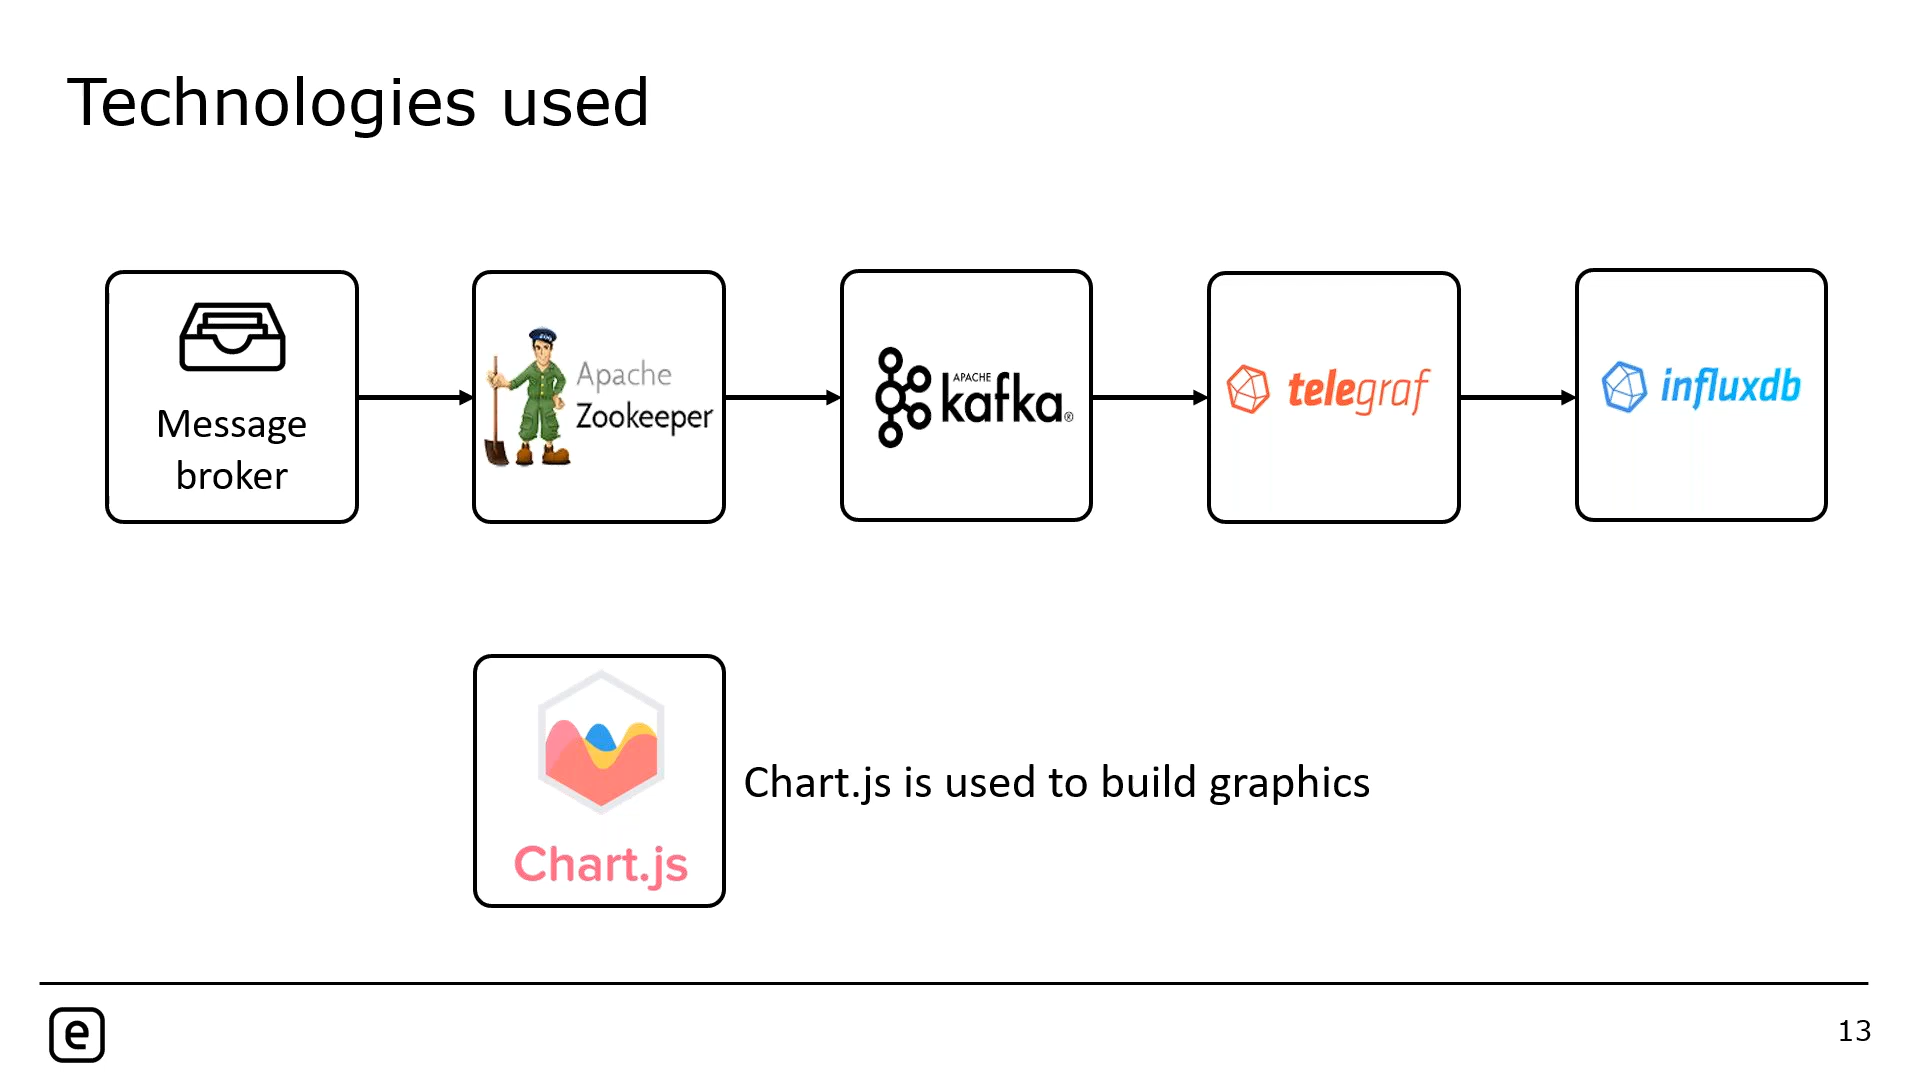 Technologies used
Message
broker
Apache
Zookeeper
APACHE
kafka®
telegraf
influxdb
Chart.js
Chart.js is used to build graphics
e
13